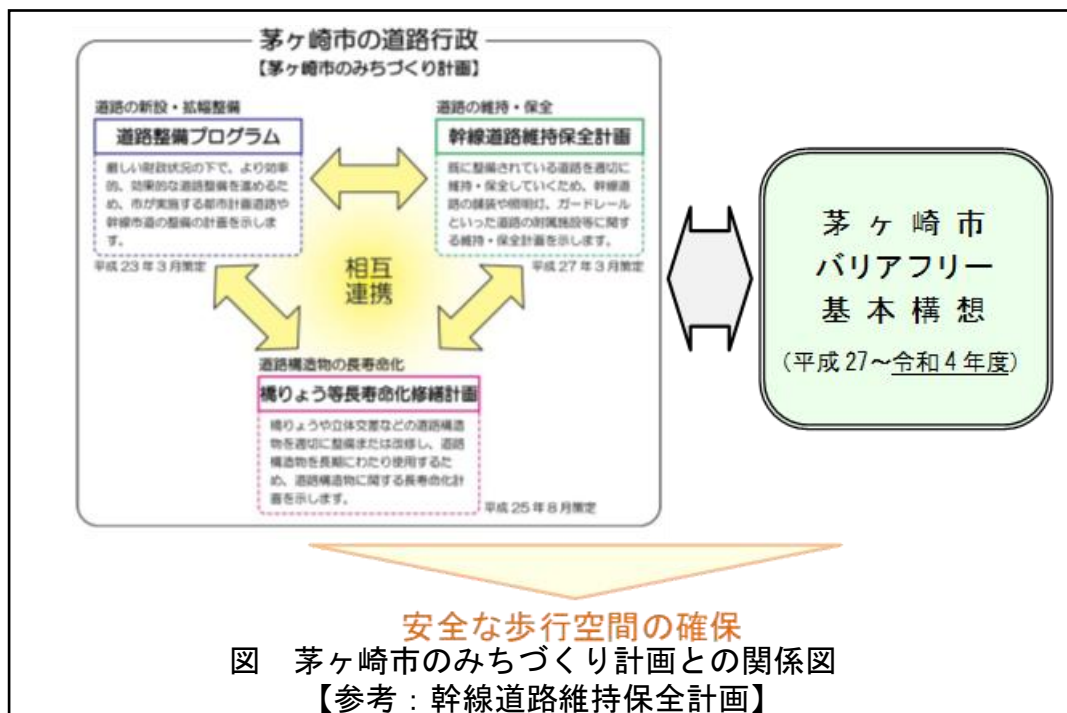 茅ヶ崎市の道路行政
【茅ヶ崎市のみちづくり計画】
道路の新設・拡幅整備
道路整備プログラム
厳しい財政状況の下で、より効率
的、効果的な道路整備を進めるた
め、市が実施する都市計画道路や
幹線市道の整備の計画を示しま
す。
平成23年3月策定
道路の維持・保全
幹線道路維持保全計画
既に整備されている道路を適切に
維持・保全していくため、幹線道
路の舗装や照明灯、ガードレール
といった道路の附属施設等に関す
る維持・保全計画を示します。
平成27年3月策定
相互
連携
道路構造物の長寿命化
橋りょう等長寿命化修繕計画
橋りょうや立体交差などの道路構造
物を適切に整備または改修し、道路
構造物を長期にわたり使用するた
め、道路構造物に関する長寿命化計
画を示します。
平成25年8月策定
茅ヶ崎市
バリアフリー
基本構想
(平成27～令和4年度)
安全な歩行空間の確保
図　茅ヶ崎市のみちづくり計画との関係図
【参考：幹線道路維持保全計画】